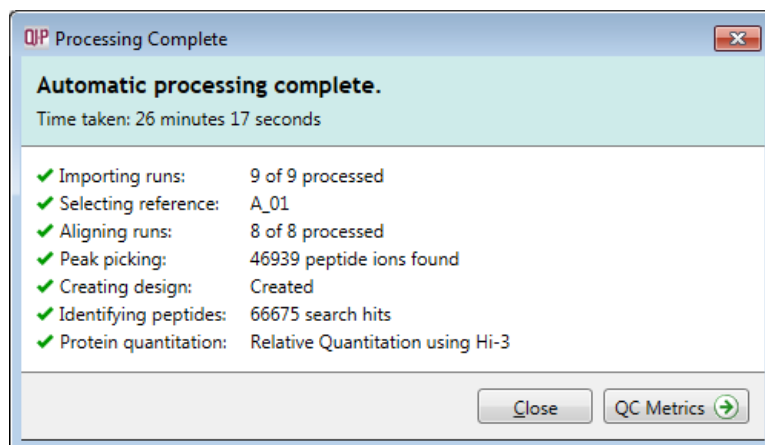 QIP Processing Complete
Automatic processing complete.
Time taken: 26 minutes 17 seconds
Importing runs: 9 of 9 processed
Selecting reference: A_01
Aligning runs: 8 of 8 processed
Peak picking: 46939 peptide ions found
Creating design: Created
Identifying peptides: 66675 search hits
Protein quantitation: Relative Quantitation using Hi-3
Close QC Metrics